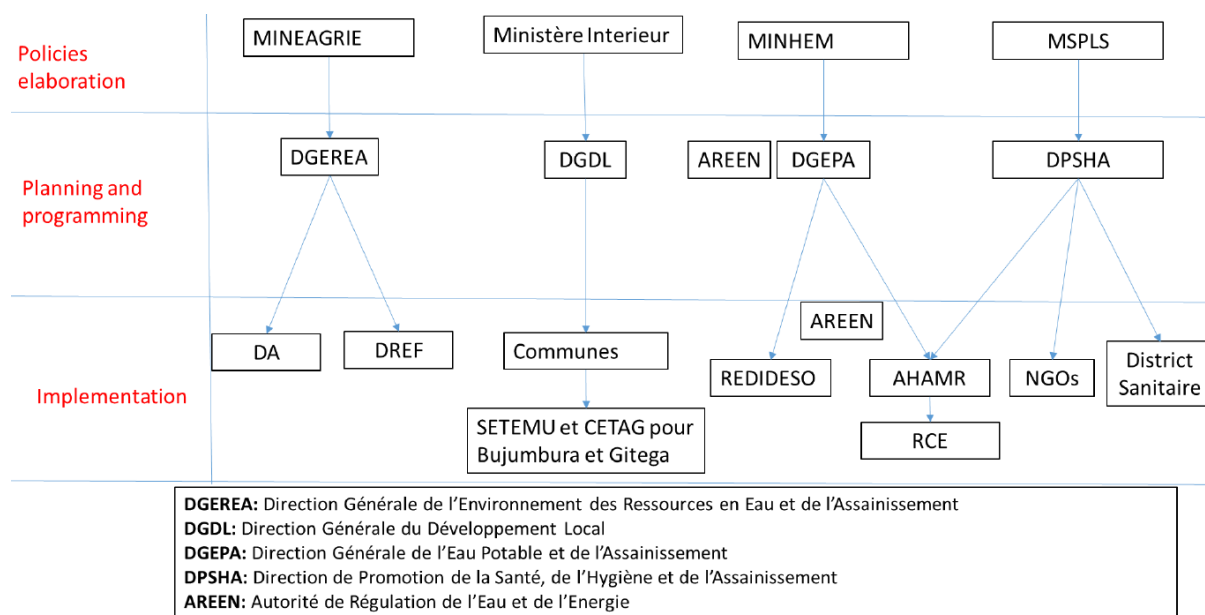 Policies
elaboration
MINEAGRIE
Ministère Interieur
MINHEM
MSPLS
Planning and
programming
DGEREA
DGDL
AREEN
DGEPA
DPSHA
Implementation
DA
DREF
Communes
AREEN
REDIDESO
AHAMR
NGOs
District
Sanitaire
SETEMU et CETAG pour
Bujumbura et Gitega
RCE
DGEREA: Direction Générale de l'Environnement des Ressources en Eau et de l'Assainissement
DGDL: Direction Générale du Développement Local
DGEPA: Direction Générale de l'Eau Potable et de l'Assainissement
DPSHA: Direction de Promotion de la Santé, de l'Hygiène et de l'Assainissement
AREEN: Autorité de Régulation de l'Eau et de l'Energie